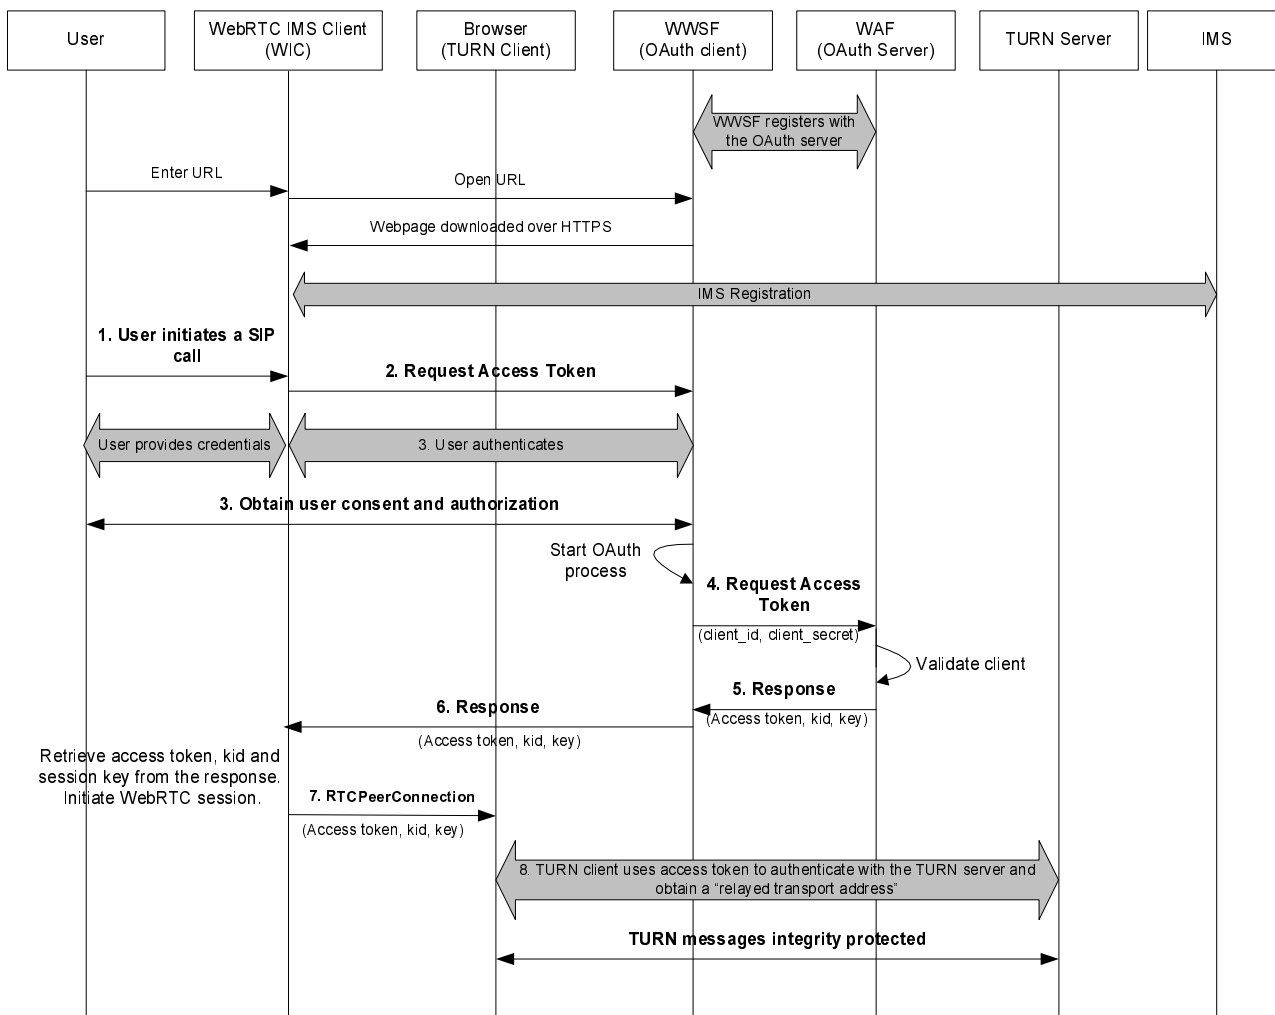 User
WebRTC IMS Client
(WIC)
Browser
(TURN Client)
WWSF
(OAuth client)
WAF
(OAuth Server)
TURN Server
IMS
WWSF registers with
the OAuth server
Enter URL
Open URL
Webpage downloaded over HTTPS
IMS Registration
1. User initiates a SIP
call
2. Request Access Token
User provides credentials
3. User authenticates
3. Obtain user consent and authorization
Start OAuth
process
4. Request Access
Token
(client_id, client_secret)
Validate client
5. Response
(Access token, kid, key)
6. Response
(Access token, kid, key)
Retrieve access token, kid and
session key from the response.
Initiate WebRTC session.
7. RTCPeerConnection
(Access token, kid, key)
8. TURN client uses access token to authenticate with the TURN server and
obtain a “relayed transport address”
TURN messages integrity protected